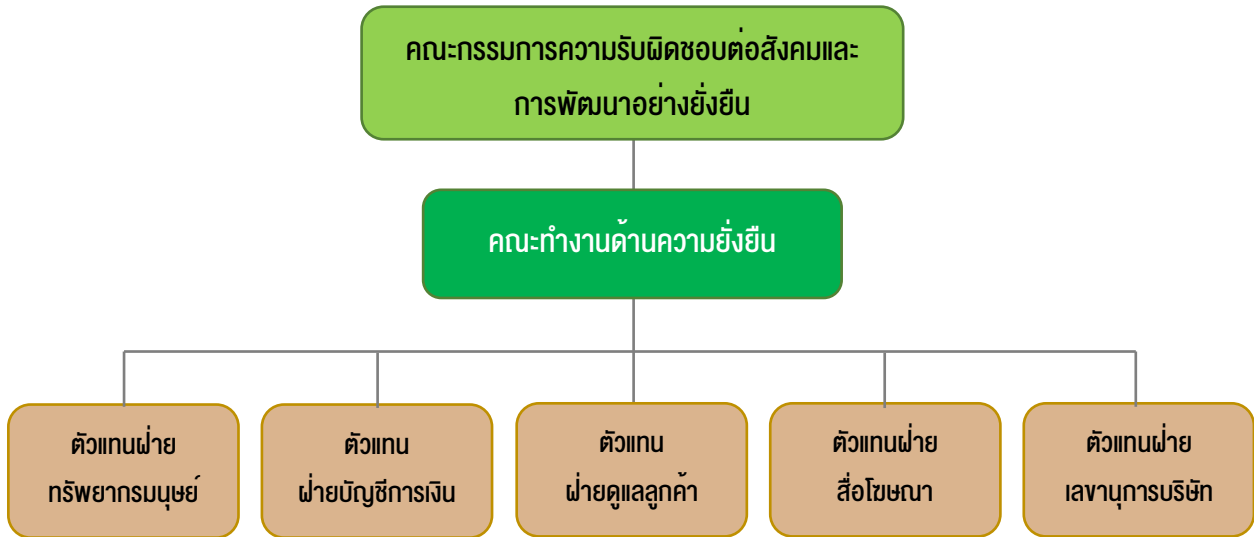 คณะกรรมการความรับผิดชอบต่อสังคมและ
การพัฒนาอย่างยั่งยืน
คณะทำงานด้านความยั่งยืน
ตัวแทนฝ่าย
ทรัพยากรมนุษย์
ตัวแทน
ฝ่ายบัญชีการเงิน
ตัวแทน
ฝ่ายดูแลลูกค้า
ตัวแทนฝ่าย
สื่อโฆษณา
ตัวแทนฝ่าย
เลขานุการบริษัท